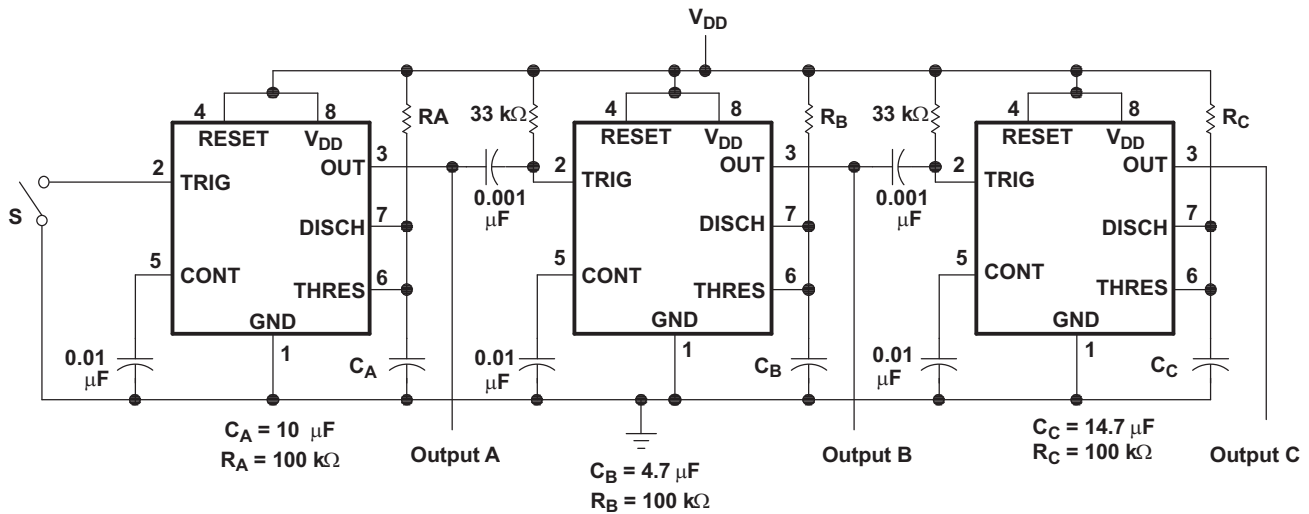 VDD
4
8
RESET
VDD
2
TRIG
3
OUT
S
DISCH
7
5
CONT
THRES
6
GND
1
0.01
μF
RA
CA
33 kΩ
0.001
μF
4
8
RESET
VDD
2
TRIG
3
OUT
DISCH
7
5
CONT
THRES
6
GND
1
0.01
μF
RB
CB
33 kΩ
0.001
μF
4
8
RESET
VDD
2
TRIG
3
OUT
DISCH
7
5
CONT
THRES
6
GND
1
0.01
μF
RC
CC
CA = 10 μF
RA = 100 kΩ
Output A
CB = 4.7 μF
RB = 100 kΩ
Output B
CC = 14.7 μF
RC = 100 kΩ
Output C